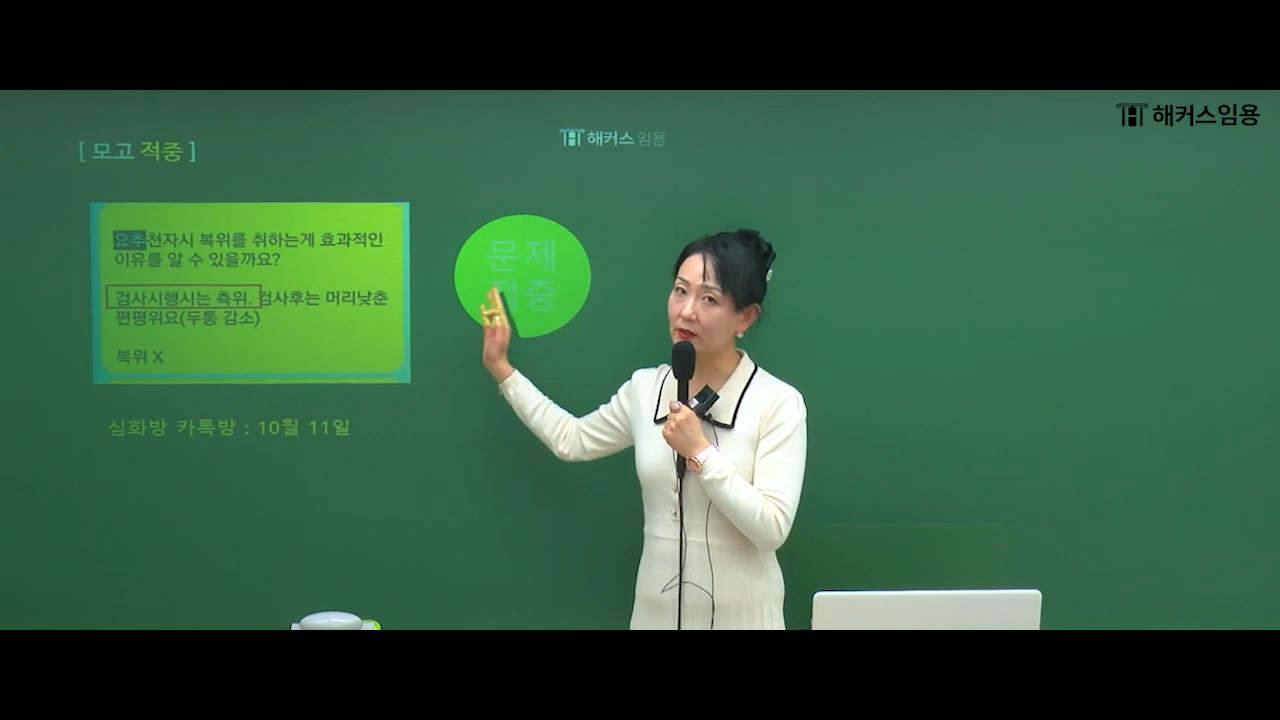 해커스임용
해커스임용
[ 모고 적중 ]
요추천자시 복위를 취하는게 효과적인
이유를 알 수 있을까요?
검사시행시는 측위. 검사후는 머리낮춘
편평위요(두통 감소)
복위 X
문제
적중
심화방 카톡방 : 10월 11일